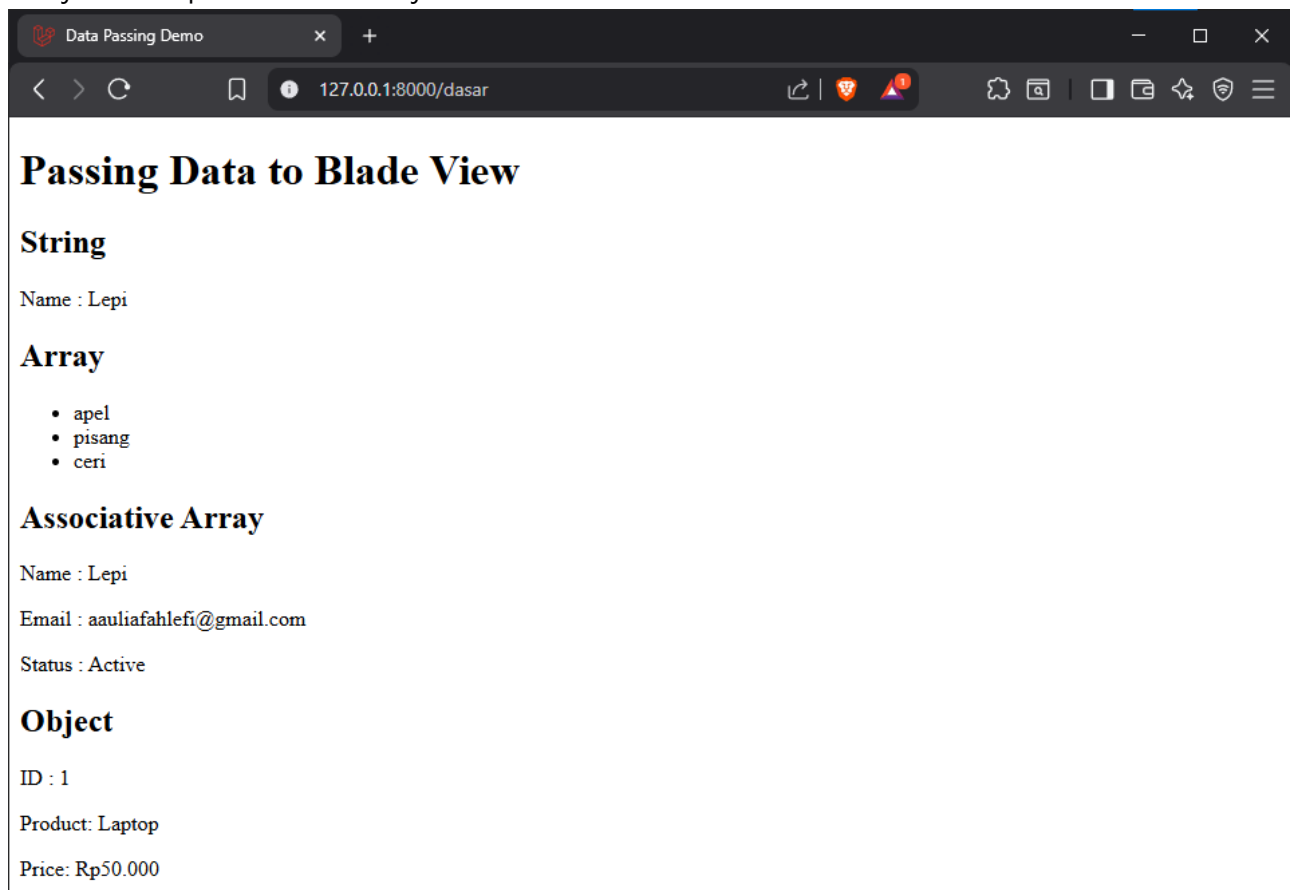 Data Passing Demo
127.0.0.1:8000/dasar
1
Passing Data to Blade View
String
Name : Lepi
Array
apel
pisang
ceri
Associative Array
Name : Lepi
Email : aauliafahlefi@gmail.com
Status : Active
Object
ID : 1
Product: Laptop
Price: Rp50.000